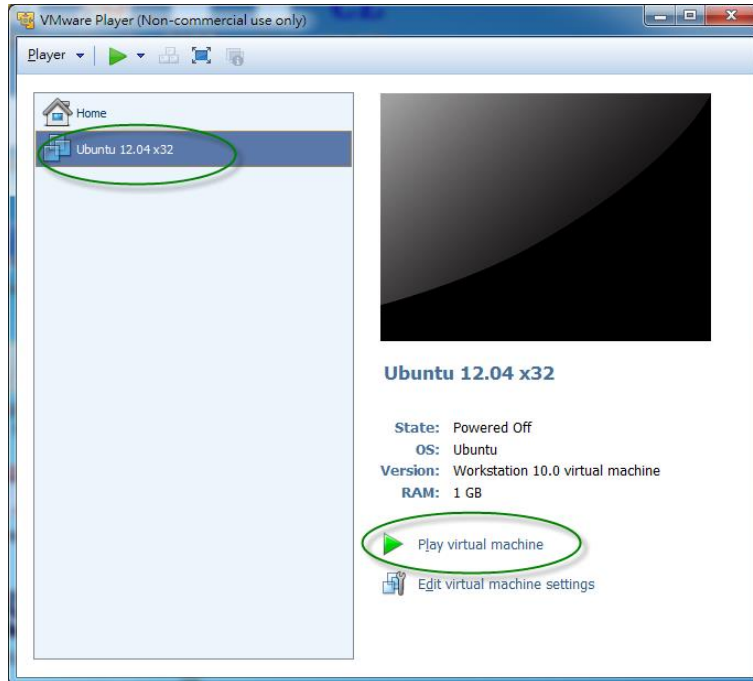 VMware Player (Non-commercial use only)
Player
Home
Ubuntu 12.04 x32
Ubuntu 12.04 x32
State: Powered Off
OS: Ubuntu
Version: Workstation 10.0 virtual machine
RAM: 1 GB
Play virtual machine
Edit virtual machine settings